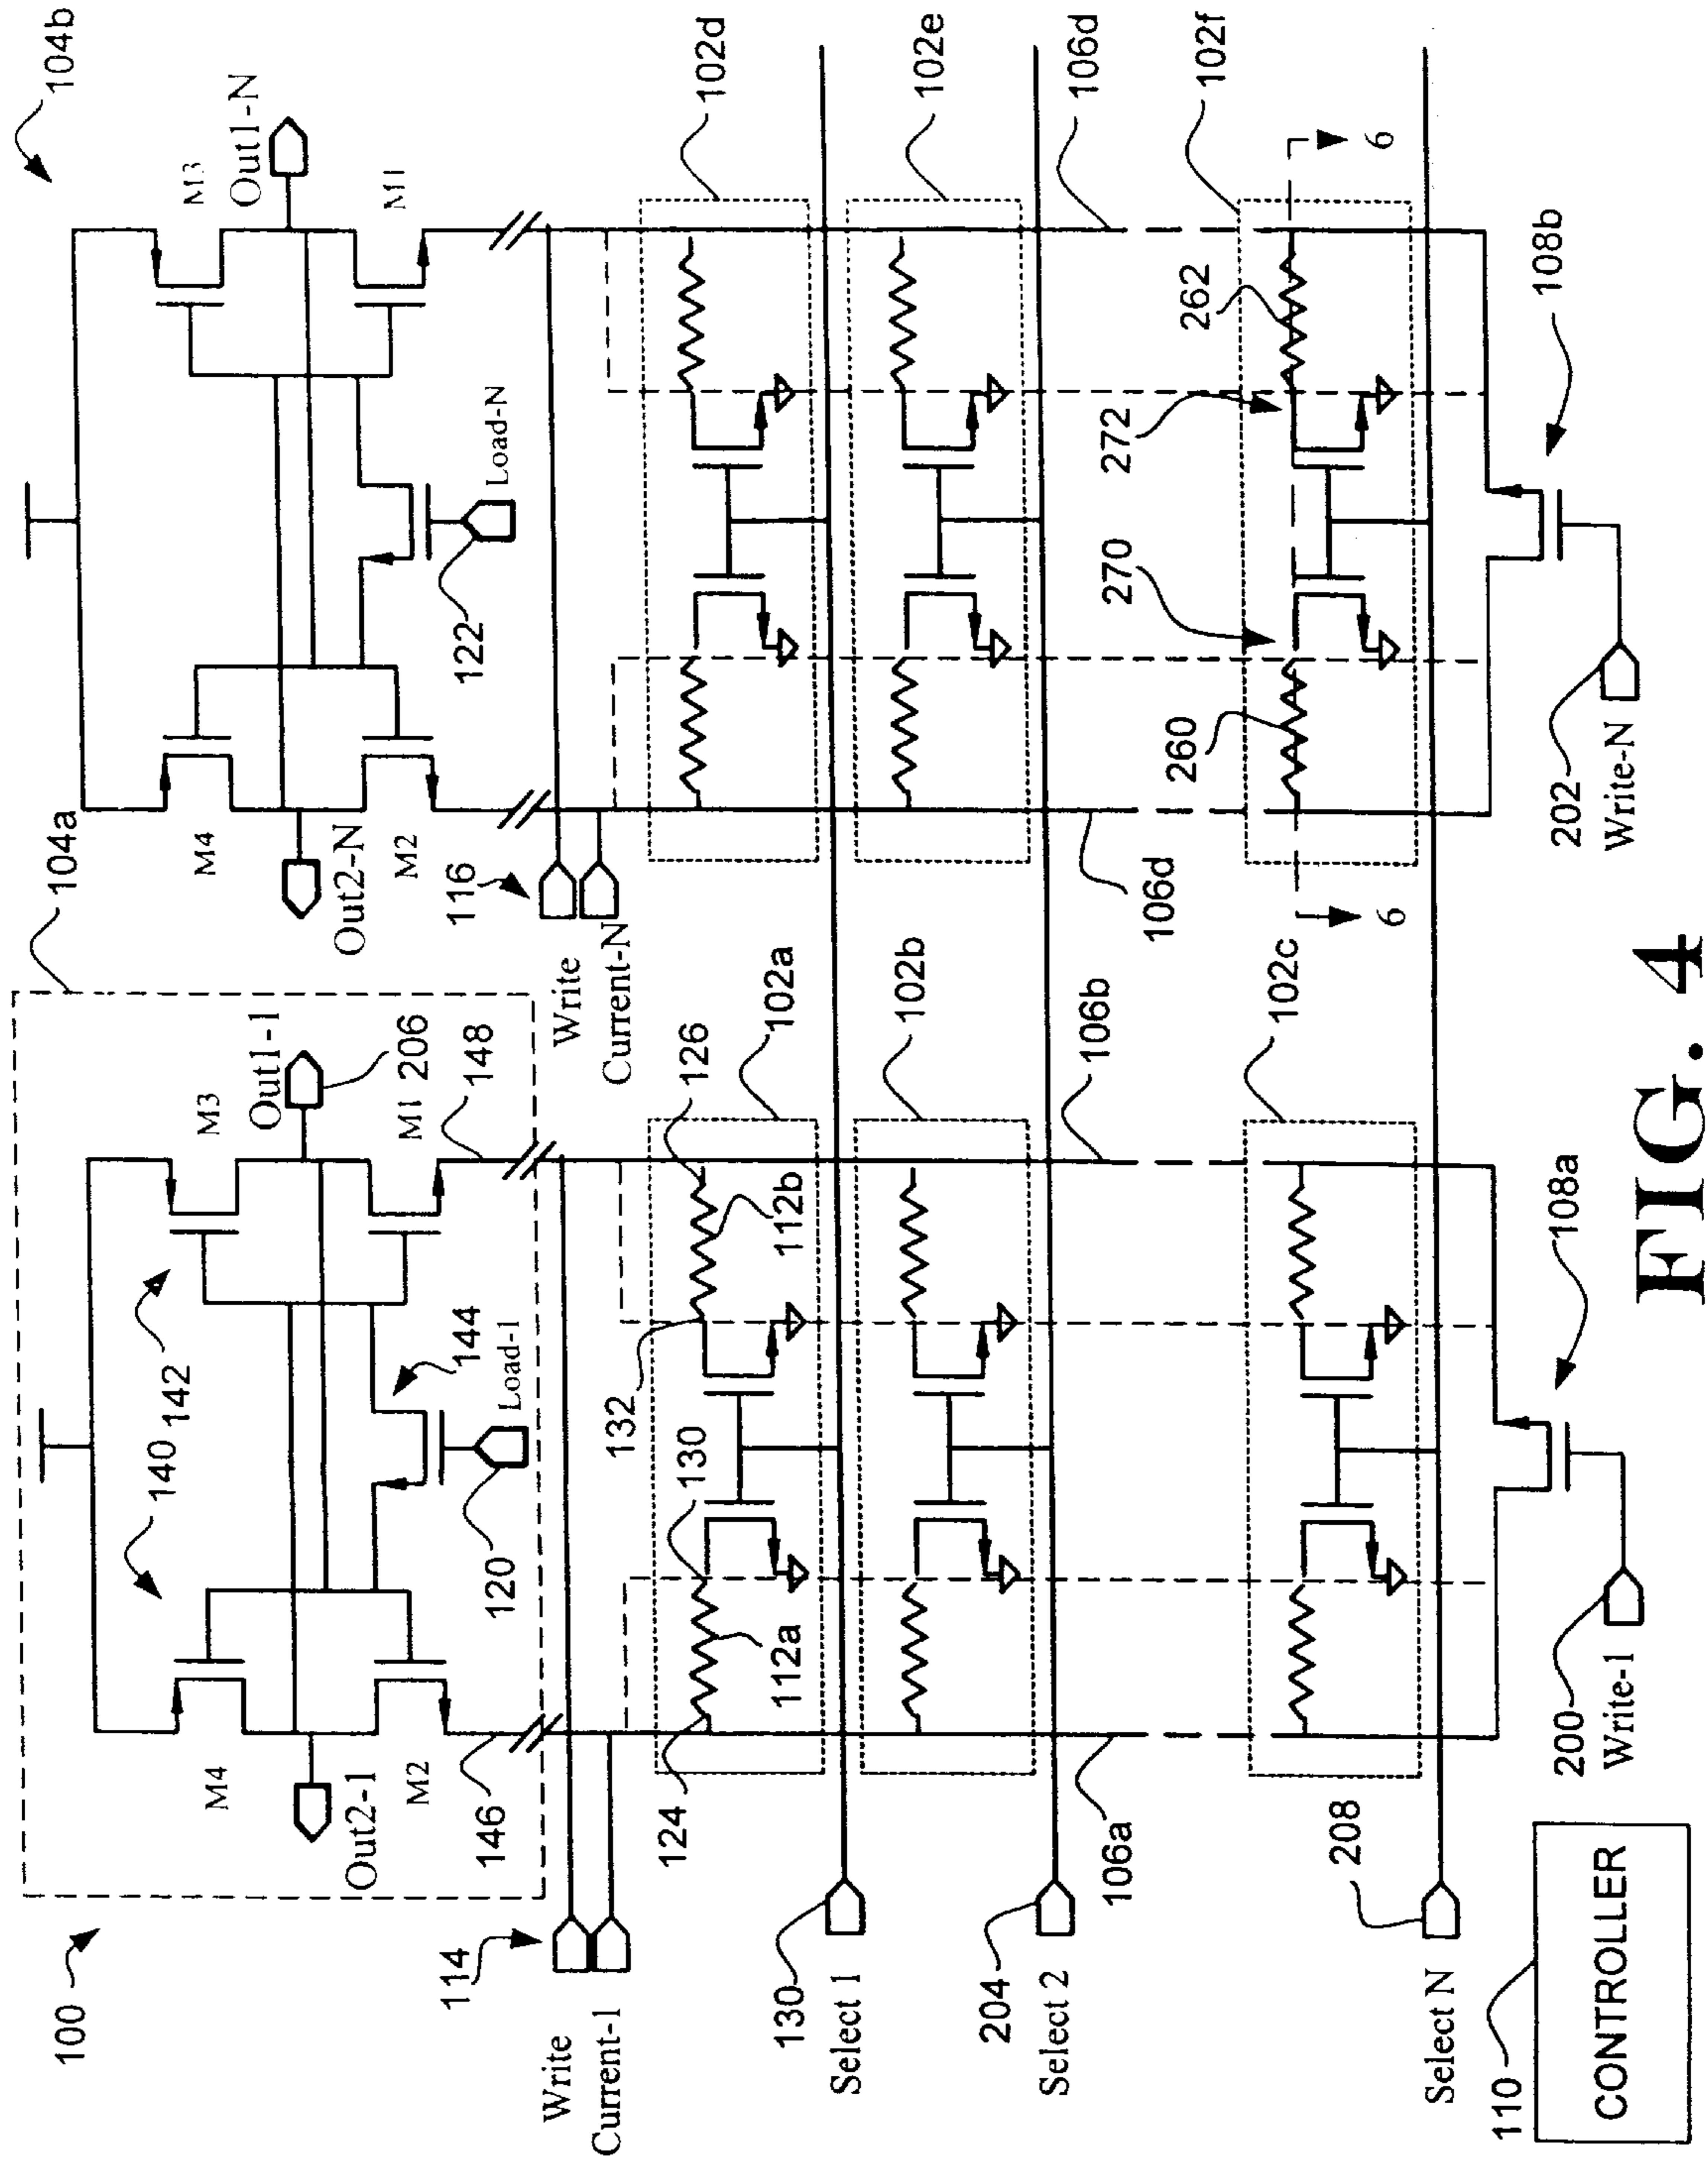 100
104a
104b
M4
M3
M4
M3
140
142
Out2-1
Out1-1
206
Out2-N
Out1-N
144
M2
M1
M2
M1
146
120
Load-1
148
122
Load-N
114
Write
Current-1
116
Write
Current-N
124
112a
130
132
112b
126
102a
102d
130
Select 1
102b
102e
204
Select 2
106a
106b
106d
106d
102c
102f
260
270
272
262
6
6
208
Select N
110
CONTROLLER
200
Write-1
108a
202
Write-N
108b
FIG. 4